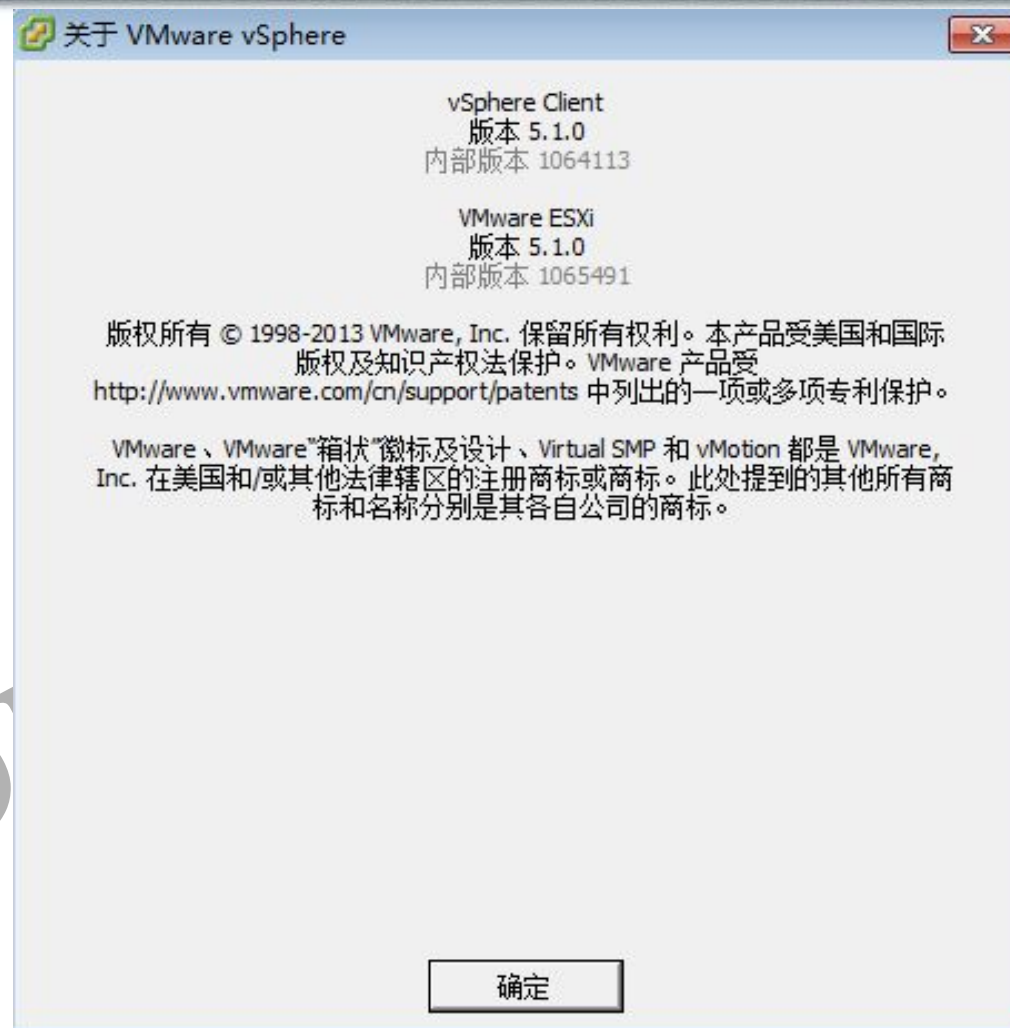 关于 VMware vSphere
vSphere Client
版本 5.1.0
内部版本 1064113
VMware ESXi
版本 5.1.0
内部版本 1065491
版权所有 © 1998-2013 VMware, Inc. 保留所有权利。本产品受美国和国际
版权及知识产权法保护。VMware 产品受
http://www.vmware.com/cn/support/patents 中列出的一项或多项专利保护。
VMware、VMware"箱状"徽标及设计、Virtual SMP 和 vMotion 都是 VMware,
Inc. 在美国和/或其他法律辖区的注册商标或商标。此处提到的其他所有商
标和名称分别是其各自公司的商标。
确定